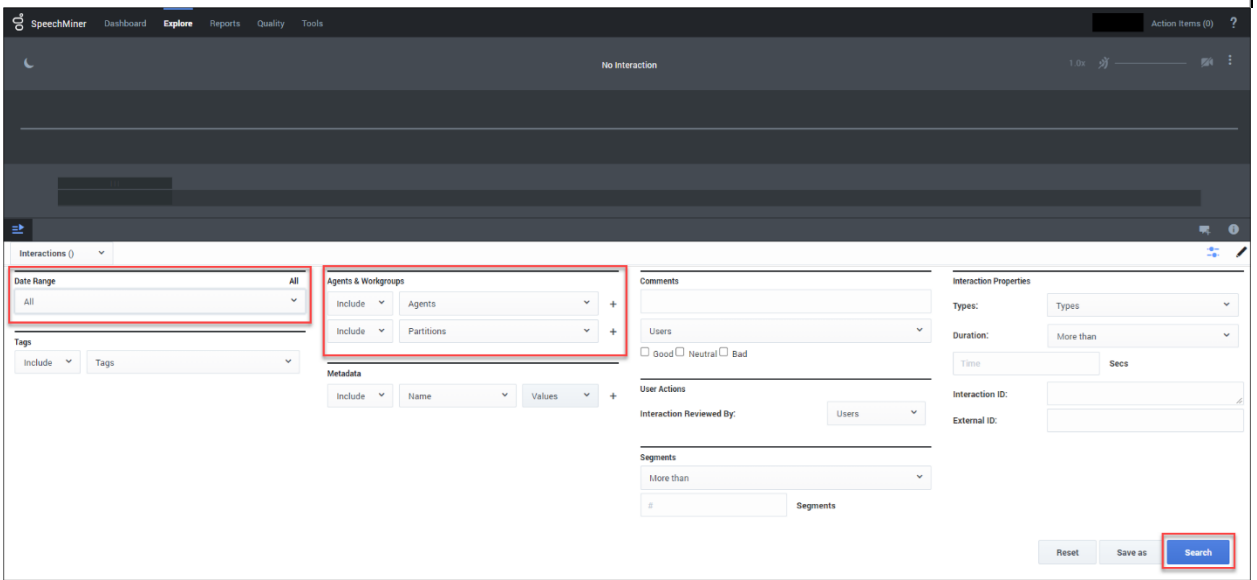 SpeechMiner Dashboard Explore Reports Quality Tools Action Items (0) ?
No Interaction 1.0x
Interactions ()
Date Range All
All
Tags
Include Tags
Agents & Workgroups
Include Agents +
Include Partitions +
Metadata
Include Name Values +
Comments
Users
Good Neutral Bad
User Actions
Interaction Reviewed By: Users
Segments
More than
# Segments
Interaction Properties
Types: Types
Duration: More than
Time Secs
Interaction ID:
External ID:
Reset Save as Search